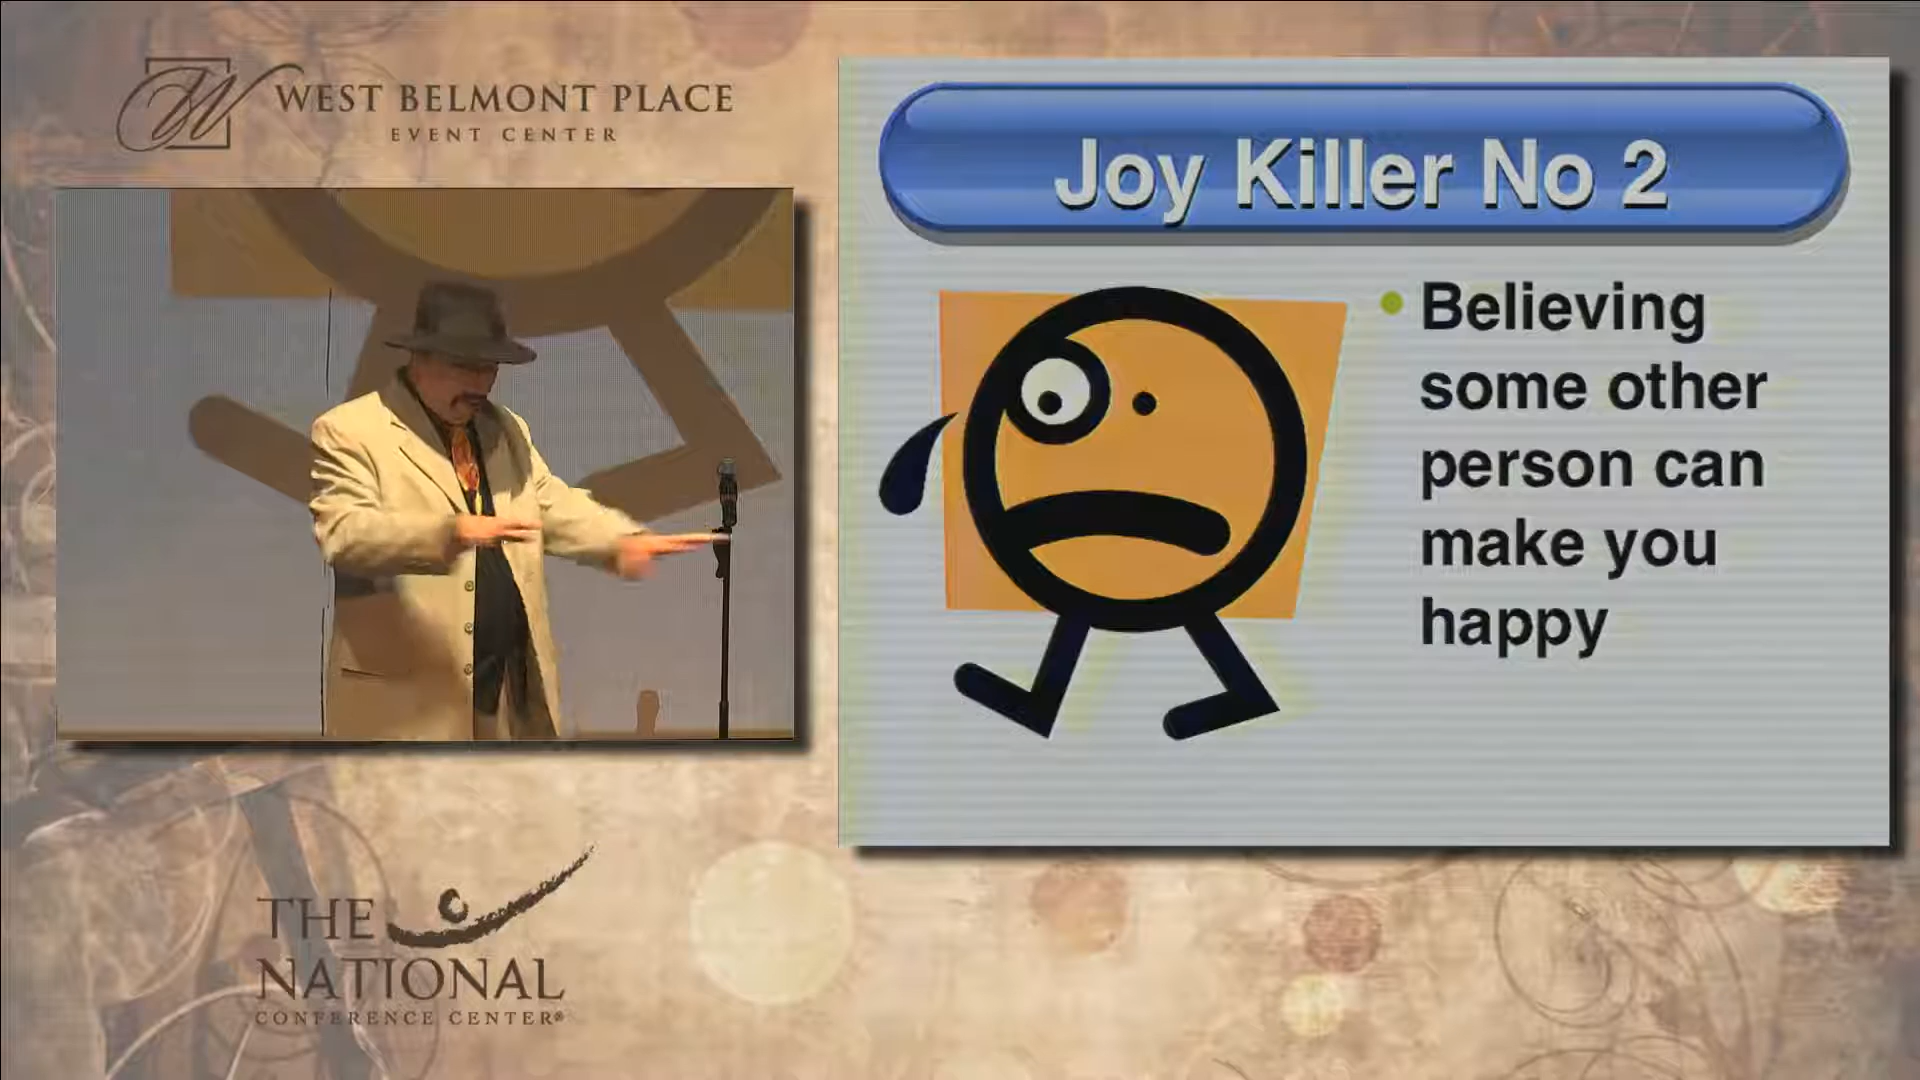 WEST BELMONT PLACE
EVENT CENTER
Joy Killer No 2
Believing
some other
person can
make you
happy
THE
NATIONAL
CONFERENCE CENTER®